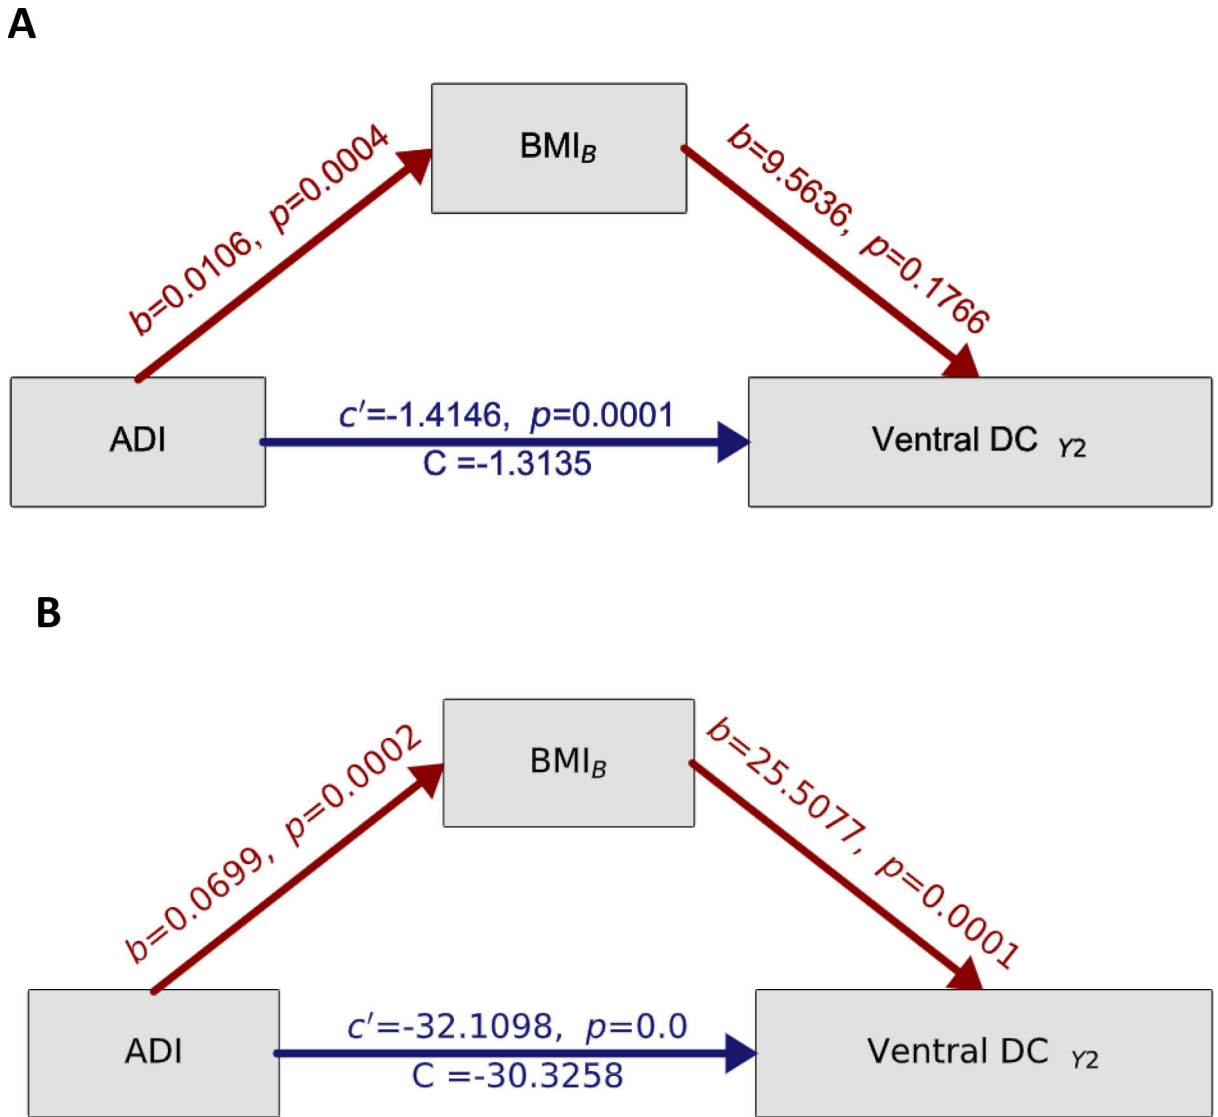 A
BMI_B
b=0.0106, p=0.0004
b=9.5636, p=0.1766
ADI
c'=-1.4146, p=0.0001
C =-1.3135
Ventral DC Y2
B
BMI_B
b=0.0699, p=0.0002
b=25.5077, p=0.0001
ADI
c'=-32.1098, p=0.0
C =-30.3258
Ventral DC Y2